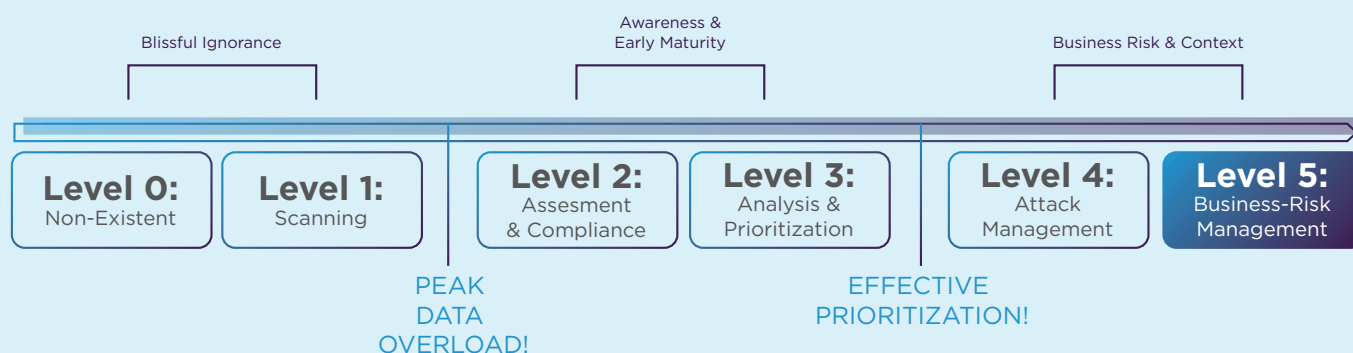 Blissful Ignorance
Awareness &
Early Maturity
Business Risk & Context
Level 0:
Non-Existent
Level 1:
Scanning
Level 2:
Assesment
& Compliance
Level 3:
Analysis &
Prioritization
Level 4:
Attack
Management
Level 5:
Business-Risk
Management
PEAK
DATA
OVERLOAD!
EFFECTIVE
PRIORITIZATION!